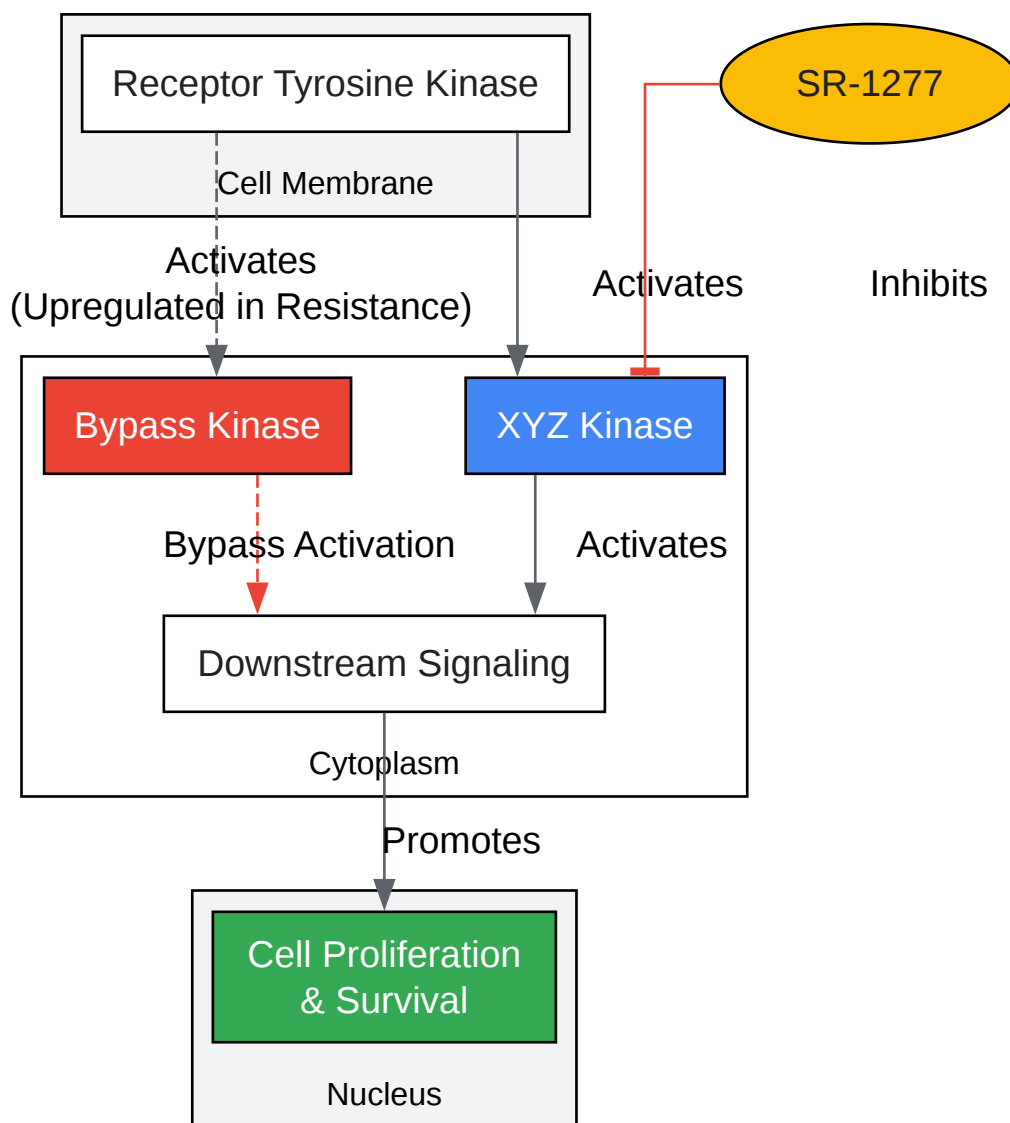 Receptor Tyrosine Kinase
SR-1277
Cell Membrane
Activates
(Upregulated in Resistance)
Activates
Inhibits
Bypass Kinase
XYZ Kinase
Bypass Activation
Activates
Downstream Signaling
Cytoplasm
Promotes
Cell Proliferation
& Survival
Nucleus